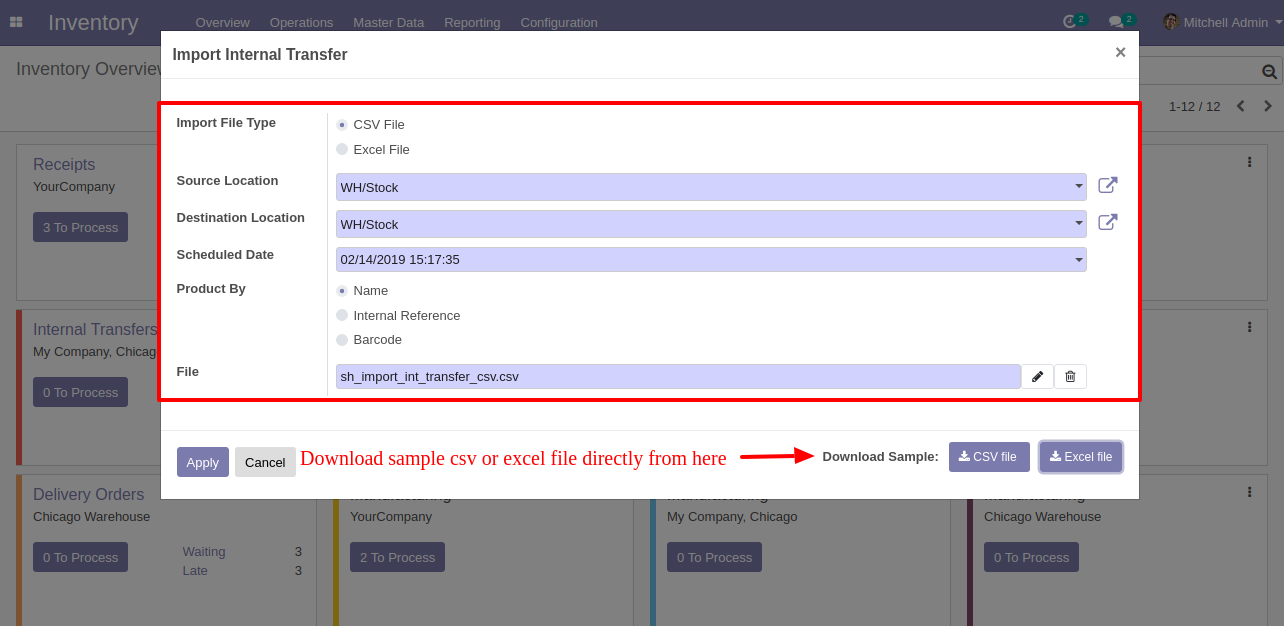 Inventory Overview Operations Master Data Reporting Configuration 2 2 Mitchell Admin
Import Internal Transfer ×
Inventory
1-12 / 12
Import File Type CSV File
Excel File
Source Location WH/Stock
Destination Location WH/Stock
Scheduled Date 02/14/2019 15:17:35
Product By Name
Internal Reference
Barcode
File sh_import_int_transfer_csv.csv
Receipts
YourCompany
3 To Process
Internal Transfers
My Company, Chicag
0 To Process
Apply Cancel Download sample csv or excel file directly from here Download Sample: CSV file Excel file
Delivery Orders
Chicago Warehouse YourCompany My Company, Chicago Chicago Warehouse
0 To Process Waiting 3 2 To Process 0 To Process 0 To Process
Late 3